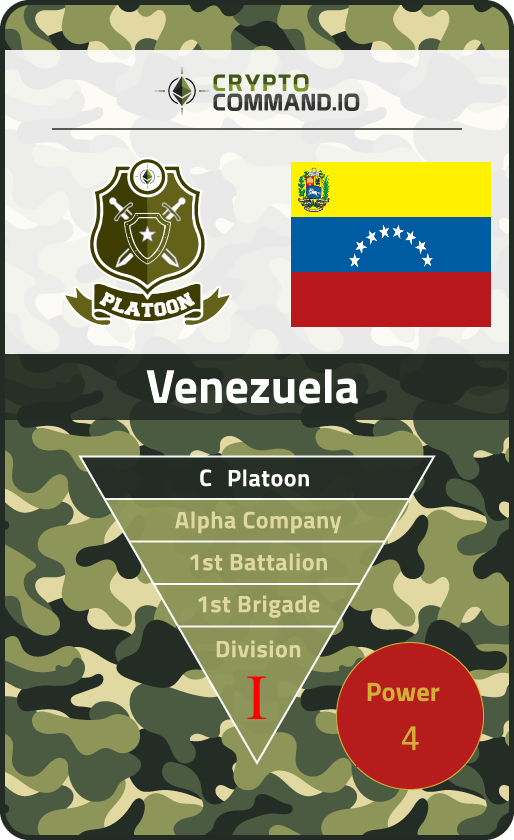 CRYPTO
COMMAND.IO
PLATOON
Venezuela
C Platoon
Alpha Company
1st Battalion
1st Brigade
Division
I
Power
4